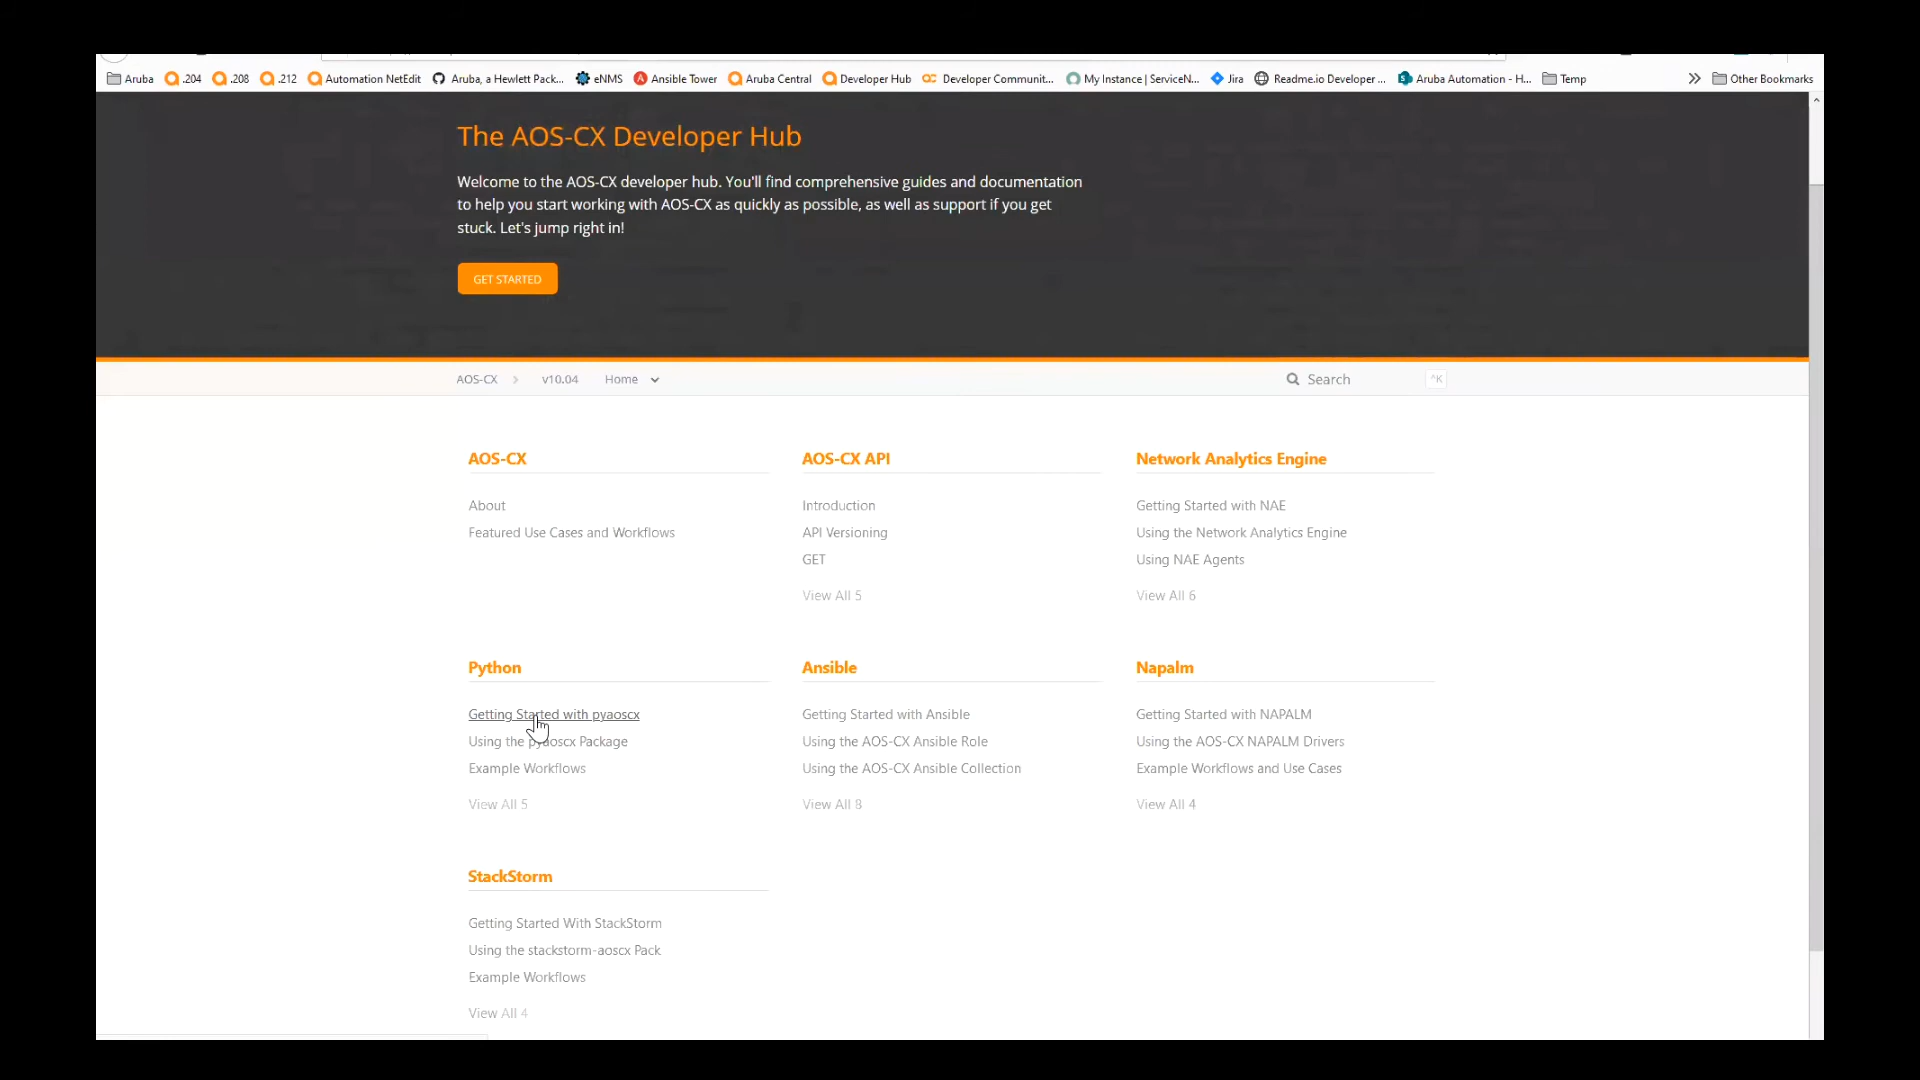 Aruba .204 .208 .212 Automation NetEdit Aruba, a Hewlett Pack... eNMS Ansible Tower Aruba Central Developer Hub Developer Communit... My Instance | ServiceN... Jira Readme.io Developer ... Aruba Automation - H... Temp Other Bookmarks
The AOS-CX Developer Hub
Welcome to the AOS-CX developer hub. You'll find comprehensive guides and documentation
to help you start working with AOS-CX as quickly as possible, as well as support if you get
stuck. Let's jump right in!
GET STARTED
AOS-CX v10.04 Home Search ^K
AOS-CX
About
Featured Use Cases and Workflows
AOS-CX API
Introduction
API Versioning
GET
View All 5
Network Analytics Engine
Getting Started with NAE
Using the Network Analytics Engine
Using NAE Agents
View All 6
Python
Getting Started with pyaoscx
Using the pyaoscx Package
Example Workflows
View All 5
Ansible
Getting Started with Ansible
Using the AOS-CX Ansible Role
Using the AOS-CX Ansible Collection
View All 8
Napalm
Getting Started with NAPALM
Using the AOS-CX NAPALM Drivers
Example Workflows and Use Cases
View All 4
StackStorm
Getting Started With StackStorm
Using the stackstorm-aoscx Pack
Example Workflows
View All 4